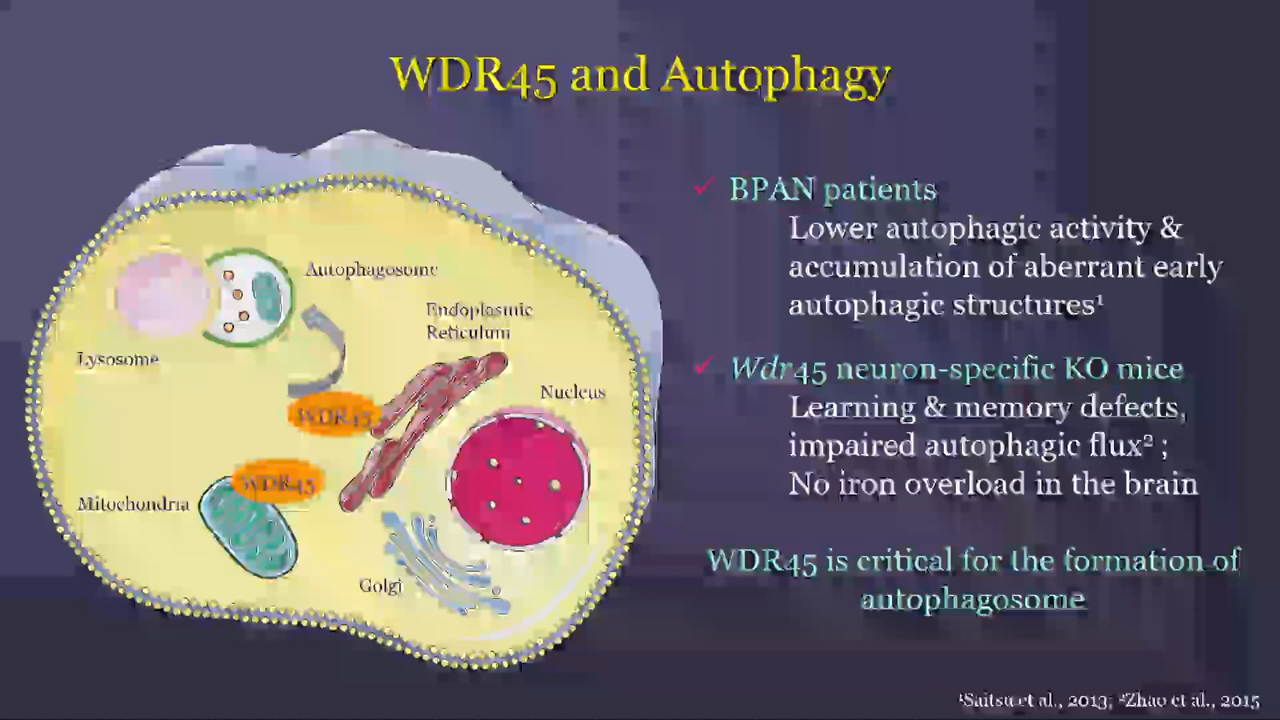 WDR45 and Autophagy
Autophagosome
Endoplasmic
Reticulum
Lysosome
Nucleus
WDR45
WDR45
Mitochondria
Golgi
✓ BPAN patients
Lower autophagic activity &
accumulation of aberrant early
autophagic structures¹
✓ Wdr45 neuron-specific KO mice
Learning & memory defects,
impaired autophagic flux² ;
No iron overload in the brain
WDR45 is critical for the formation of
autophagosome
¹Saitsu et al., 2013; ²Zhao et al., 2015